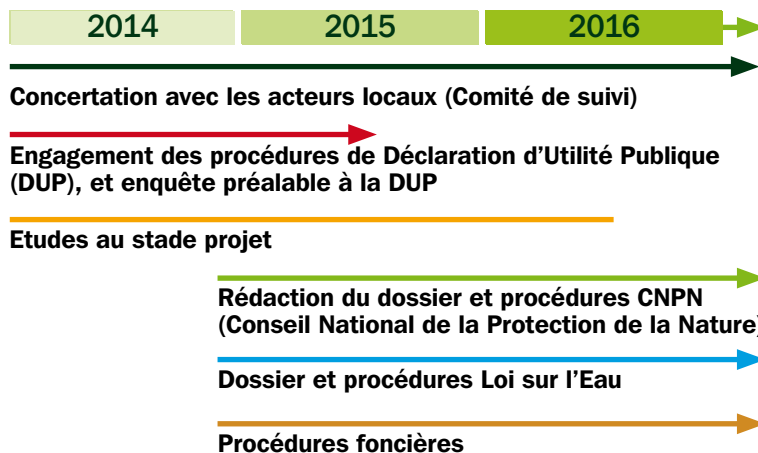 2014 2015 2016
Concertation avec les acteurs locaux (Comité de suivi)
Engagement des procédures de Déclaration d'Utilité Publique
(DUP), et enquête préalable à la DUP
Etudes au stade projet
Rédaction du dossier et procédures CNPN
(Conseil National de la Protection de la Nature)
Dossier et procédures Loi sur l'Eau
Procédures foncières